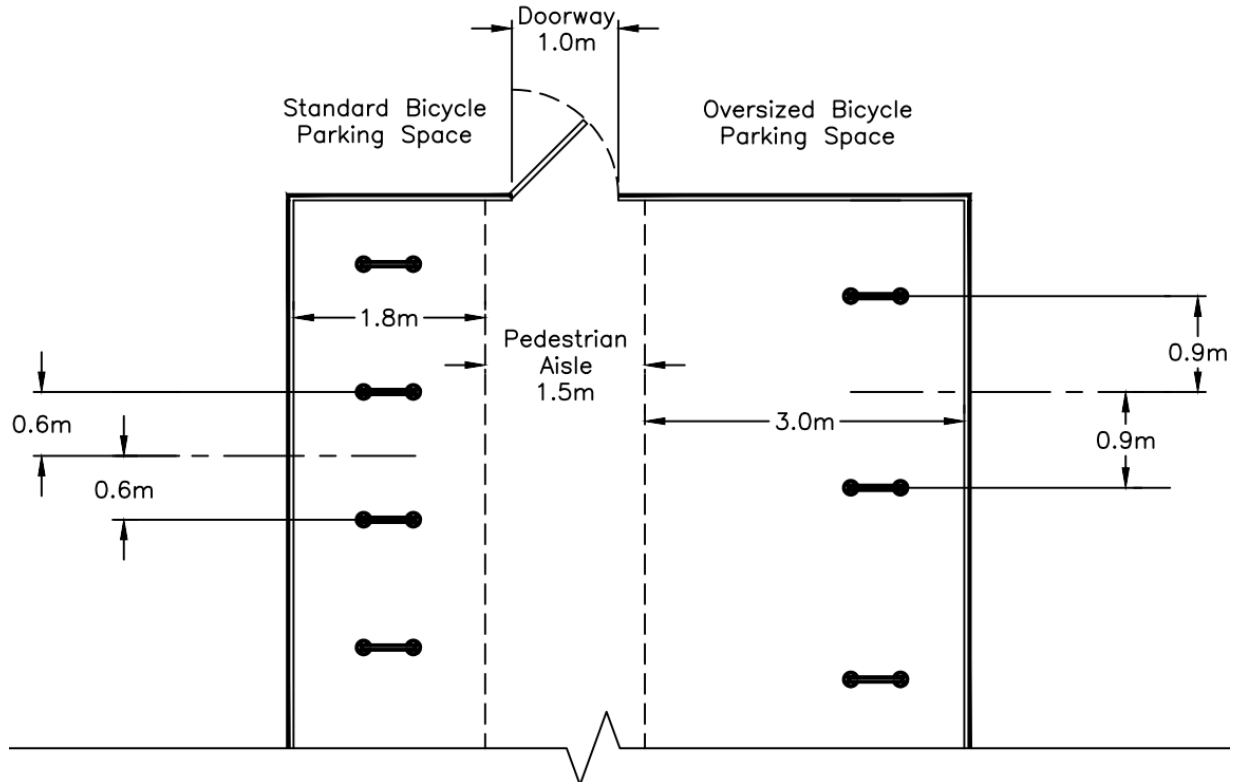 Doorway
1.0m
Standard Bicycle
Parking Space
Oversized Bicycle
Parking Space
1.8m
Pedestrian
Aisle
1.5m
0.9m
3.0m
0.6m
0.9m
0.6m